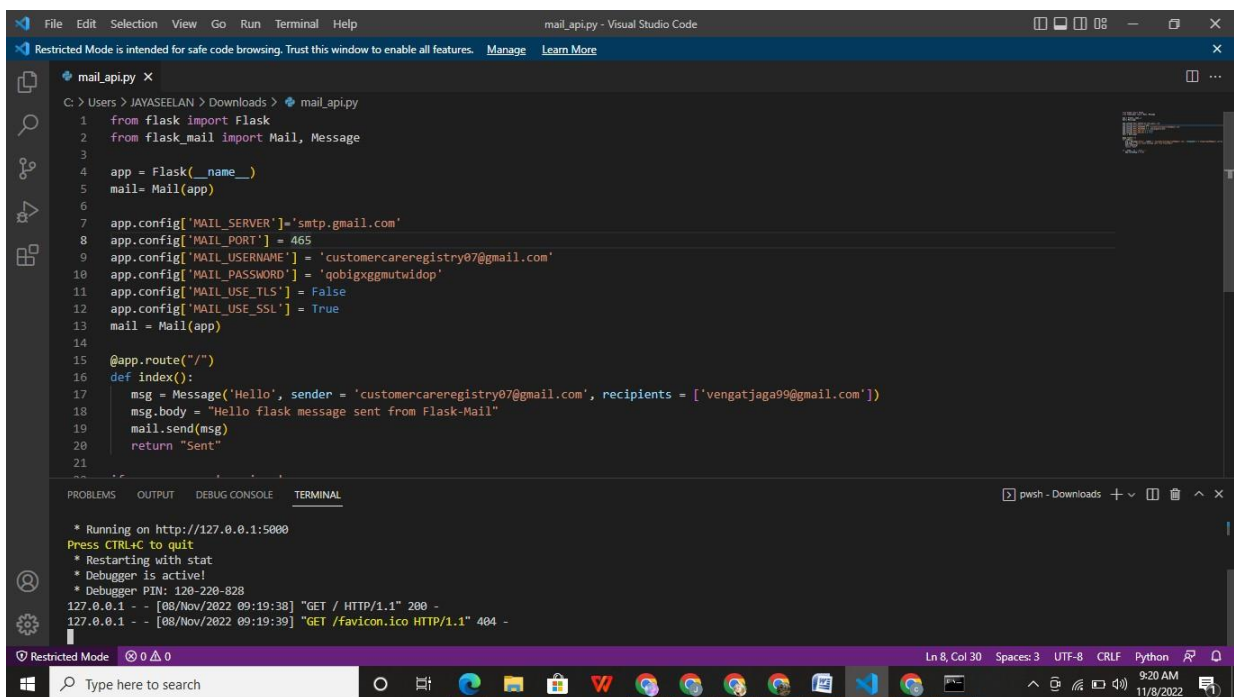 File Edit Selection View Go Run Terminal Help mail_api.py - Visual Studio Code
Restricted Mode is intended for safe code browsing. Trust this window to enable all features. Manage Learn More
mail_api.py
C: > Users > JAYASEELAN > Downloads > mail_api.py
1 from flask import Flask
2 from flask_mail import Mail, Message
3
4 app = Flask(__name__)
5 mail= Mail(app)
6
7 app.config['MAIL_SERVER']='smtp.gmail.com'
8 app.config['MAIL_PORT'] = 465
9 app.config['MAIL_USERNAME'] = 'customercareregistry07@gmail.com'
10 app.config['MAIL_PASSWORD'] = 'qobigxggmutwidop'
11 app.config['MAIL_USE_TLS'] = False
12 app.config['MAIL_USE_SSL'] = True
13 mail = Mail(app)
14
15 @app.route("/")
16 def index():
17 msg = Message('Hello', sender = 'customercareregistry07@gmail.com', recipients = ['vengatjaga99@gmail.com'])
18 msg.body = "Hello flask message sent from Flask-Mail"
19 mail.send(msg)
20 return "Sent"
21
PROBLEMS OUTPUT DEBUG CONSOLE TERMINAL pwsh - Downloads
* Running on http://127.0.0.1:5000
Press CTRL+C to quit
* Restarting with stat
* Debugger is active!
* Debugger PIN: 120-220-828
127.0.0.1 - - [08/Nov/2022 09:19:38] "GET / HTTP/1.1" 200 -
127.0.0.1 - - [08/Nov/2022 09:19:39] "GET /favicon.ico HTTP/1.1" 404 -
Restricted Mode 0 0 Ln 8, Col 30 Spaces: 3 UTF-8 CRLF Python
Type here to search 9:20 AM
11/8/2022